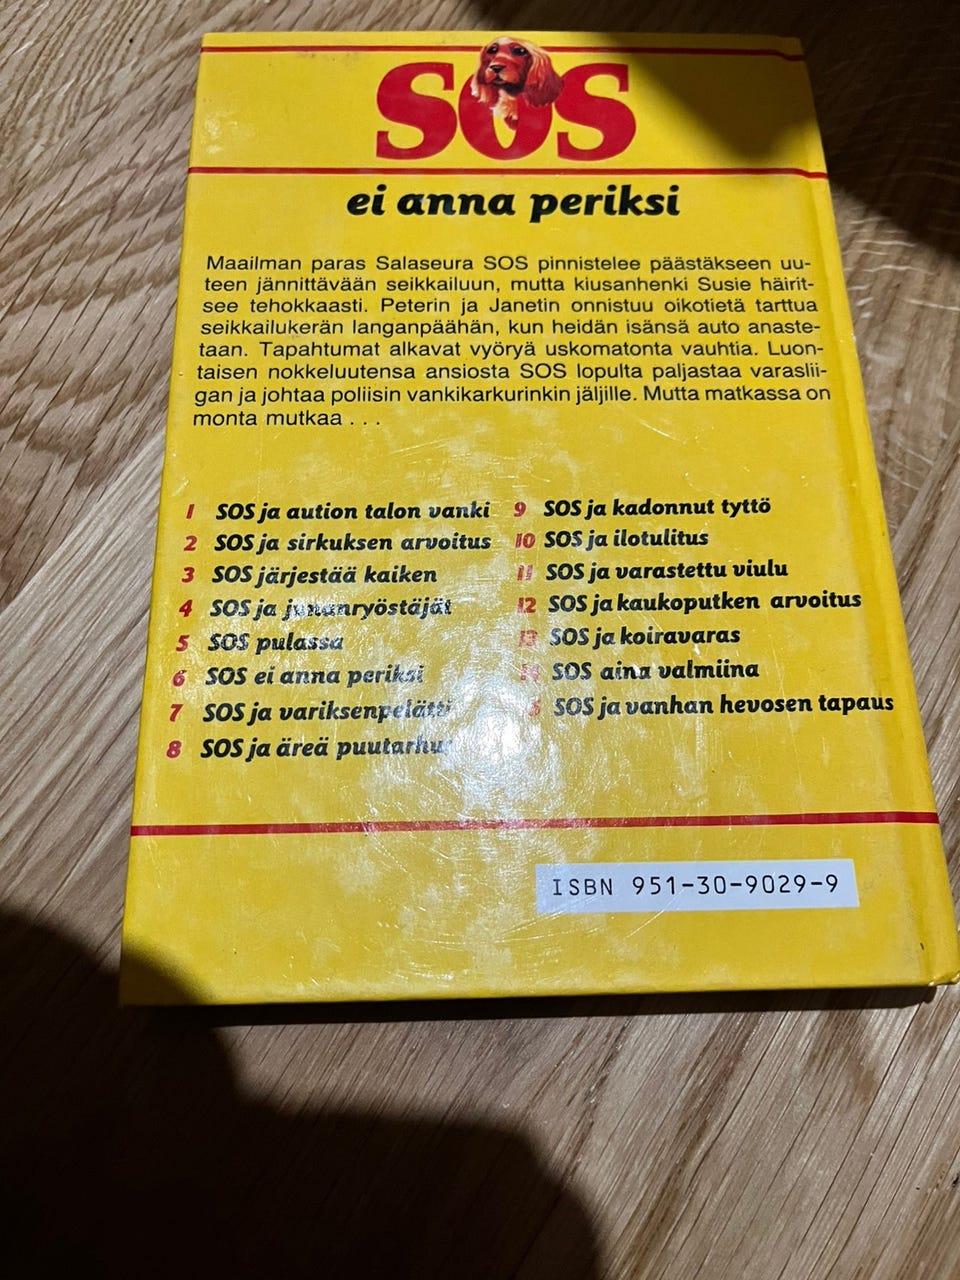 SOS
ei anna periksi
Maailman paras Salaseura SOS pinnistelee päästäkseen uu-
teen jännittävään seikkailuun, mutta kiusanhenki Susie häirit-
see tehokkaasti. Peterin ja Janetin onnistuu oikotietä tarttua
seikkailukerän langanpäähän, kun heidän isänsä auto anaste-
taan. Tapahtumat alkavat vyöryä uskomatonta vauhtia. Luon-
taisen nokkeluutensa ansiosta SOS lopulta paljastaa varaslii-
gan ja johtaa poliisin vankikarkurinkin jäljille. Mutta matkassa on
monta mutkaa . . .
1 SOS ja aution talon vanki
2 SOS ja sirkuksen arvoitus
3 SOS järjestää kaiken
4 SOS ja junanryöstäjät
5 SOS pulassa
6 SOS ei anna periksi
7 SOS ja variksenpelätti
8 SOS ja äreä
9 SOS ja kadonnut tyttö
10 SOS ja ilotulitus
11 SOS ja varastettu viulu
12 SOS ja kaukoputken arvoitus
13 SOS ja koiravaras
14 SOS aina valmiina
SOS ja vanhan hevosen tapaus
ISBN 951-30-9029-9